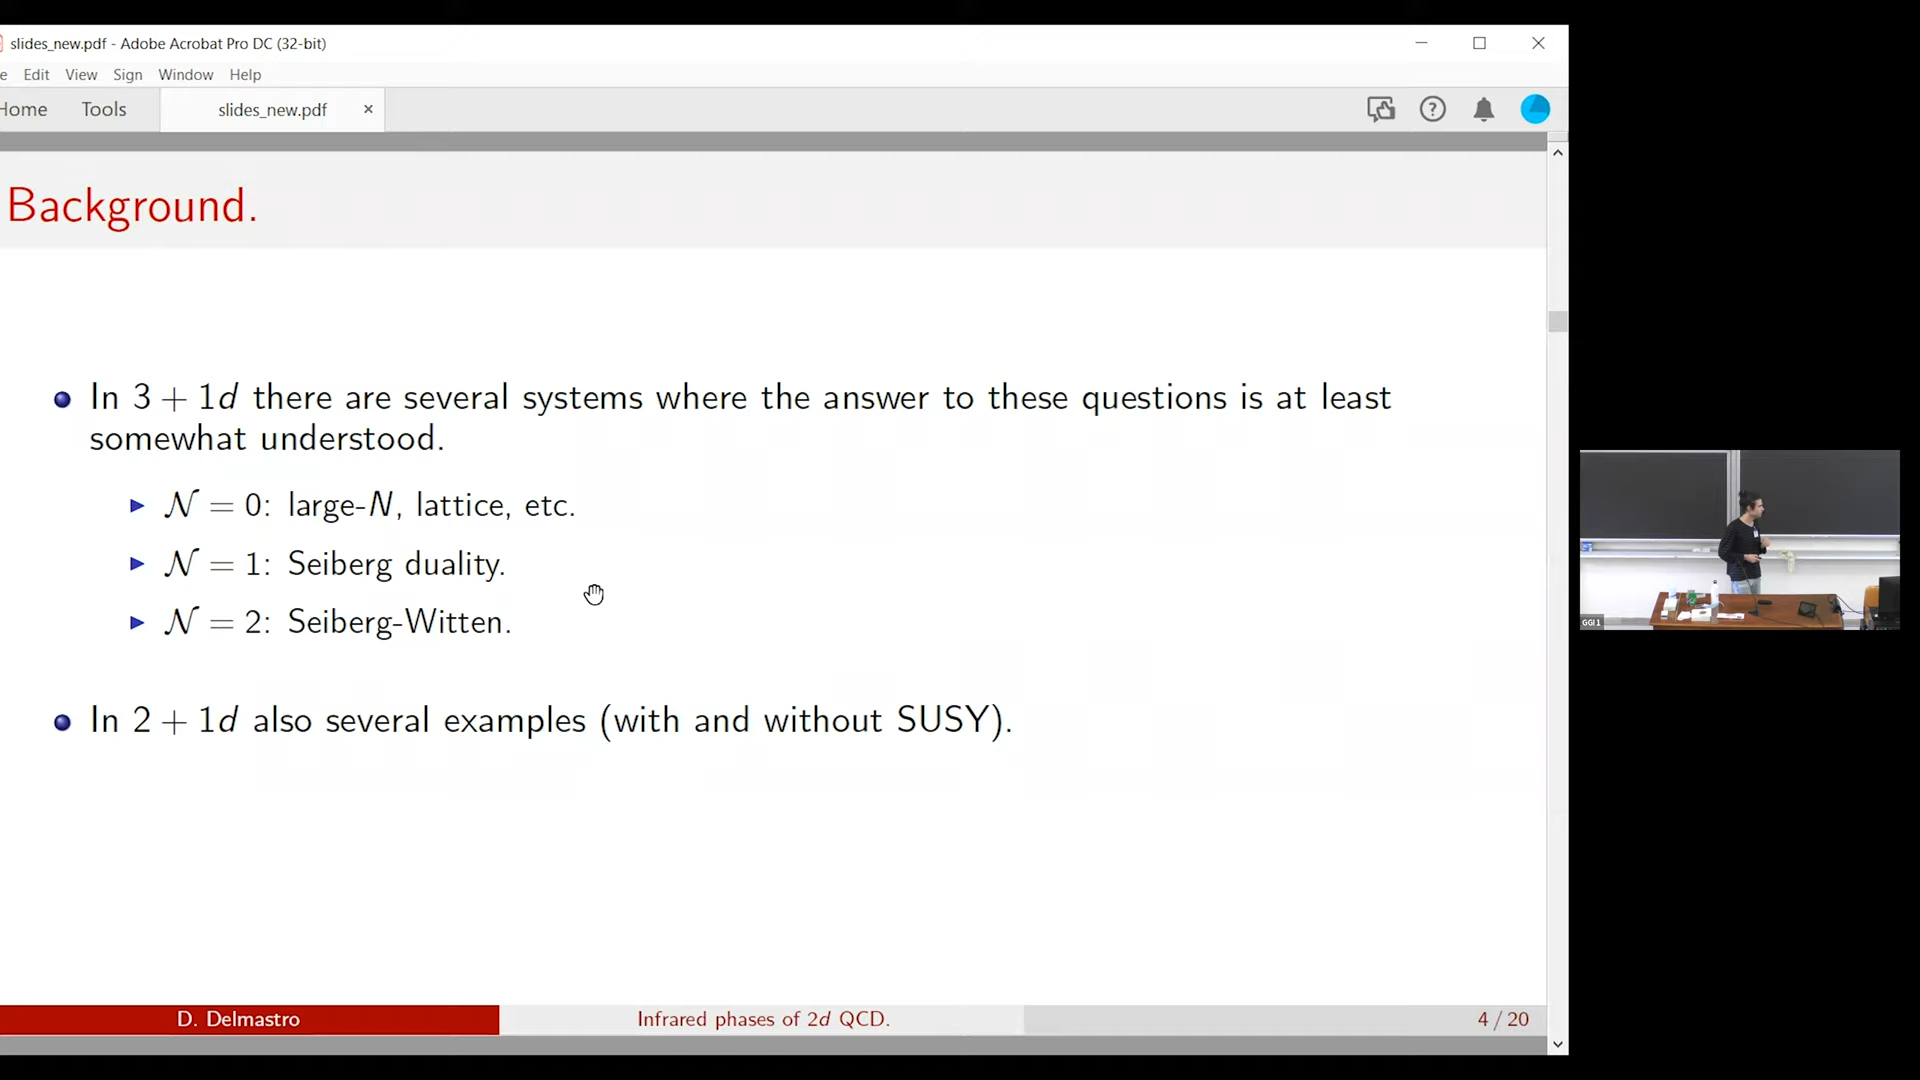 slides_new.pdf - Adobe Acrobat Pro DC (32-bit)
e Edit View Sign Window Help
Home Tools slides_new.pdf ×
Background.
In 3 + 1d there are several systems where the answer to these questions is at least
somewhat understood.
𝒩 = 0: large-N, lattice, etc.
𝒩 = 1: Seiberg duality.
𝒩 = 2: Seiberg-Witten.
In 2 + 1d also several examples (with and without SUSY).
GGI 1
D. Delmastro Infrared phases of 2d QCD. 4 / 20